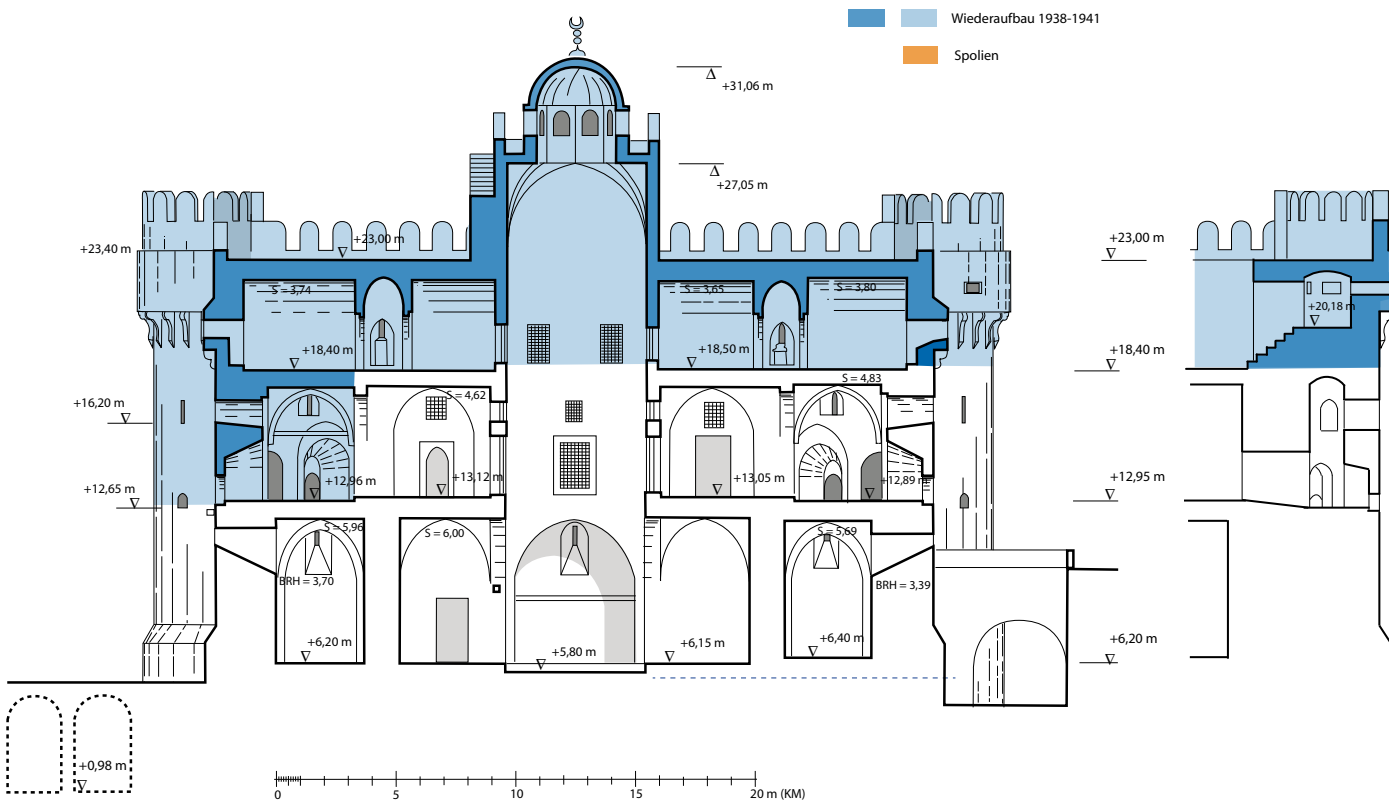 Wiederaufbau 1938-1941
Spolien
+31,06 m
+27,05 m
+23,40 m
+23,00 m
+23,00 m
S = 3,74
S = 3,65
S = 3,80
+20,18 m
+18,40 m
+18,50 m
+18,40 m
S = 4,83
S = 4,62
+16,20 m
+12,65 m
+12,96 m
+13,12 m
+13,05 m
+12,89 m
+12,95 m
S = 5,96
S = 6,00
S = 5,69
BRH = 3,70
BRH = 3,39
+6,20 m
+5,80 m
+6,15 m
+6,40 m
+6,20 m
+0,98 m
0 5 10 15 20 m (KM)